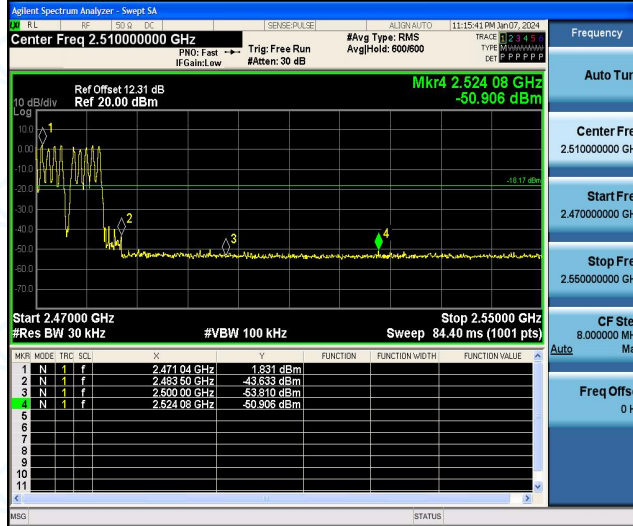 Agilent Spectrum Analyzer - Swept SA
LXI RL RF 50 Ω DC SENSE:PULSE ALIGN AUTO 11:15:41 PM Jan 07, 2024
Center Freq 2.510000000 GHz
PNO: Fast
IFGain:Low
Trig: Free Run
#Atten: 30 dB
#Avg Type: RMS
Avg|Hold: 600/600
TRACE 1 2 3 4 5 6
TYPE M WWWWW
DET P P P P P P
Ref Offset 12.31 dB
10 dB/div Ref 20.00 dBm
Log
Mkr4 2.524 08 GHz
-50.906 dBm
10.0
0.00
-10.0
-20.0
-30.0
-40.0
-50.0
-60.0
-70.0
1
2
3
4
-18.17 dBm
Start 2.47000 GHz Stop 2.55000 GHz
#Res BW 30 kHz #VBW 100 kHz Sweep 84.40 ms (1001 pts)
MKR MODE TRC SCL X Y FUNCTION FUNCTION WIDTH FUNCTION VALUE
1 N 1 f 2.471 04 GHz 1.831 dBm
2 N 1 f 2.483 50 GHz -43.633 dBm
3 N 1 f 2.500 00 GHz -53.810 dBm
4 N 1 f 2.524 08 GHz -50.906 dBm
5
6
7
8
9
10
11
MSG STATUS
Frequency
Auto Tun
Center Fre
2.510000000 GH
Start Fre
2.470000000 GH
Stop Fre
2.550000000 GH
CF Ste
8.000000 MH
Auto Ma
Freq Offs
0 H